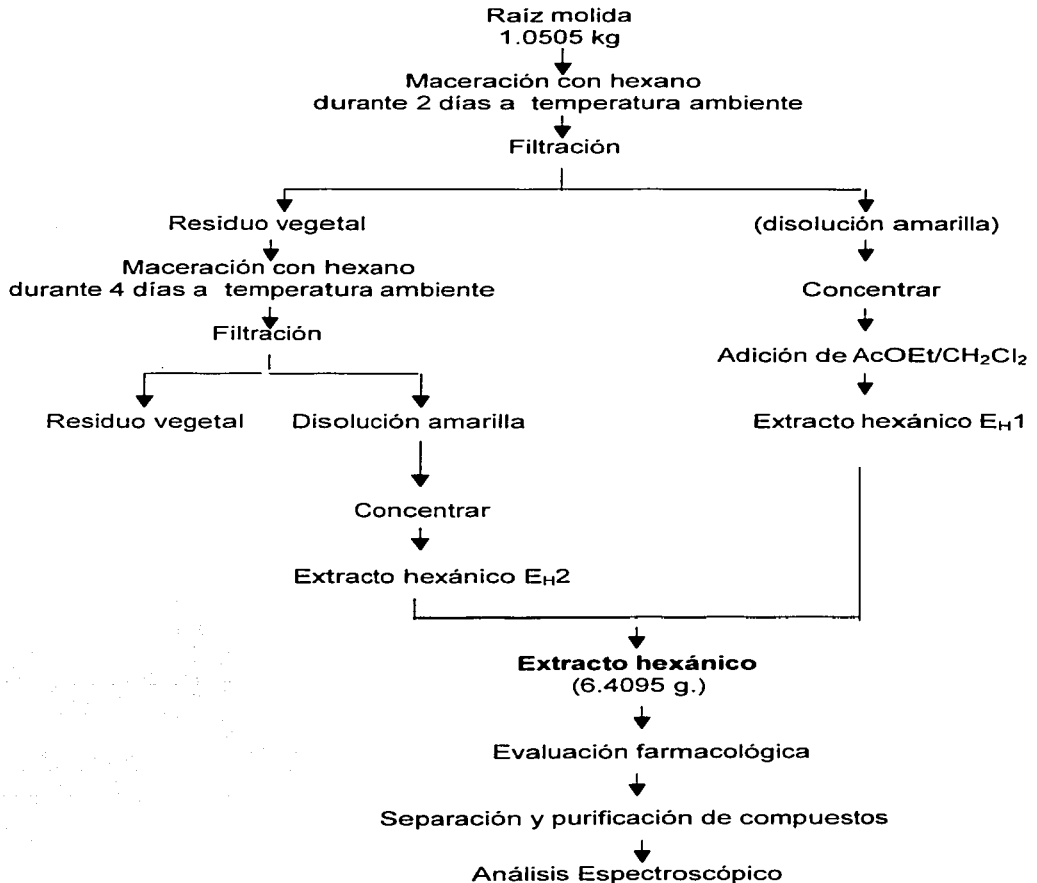 Raíz molida
1.0505 kg
Maceración con hexano
durante 2 días a temperatura ambiente
Filtración
Residuo vegetal
(disolución amarilla)
Maceración con hexano
durante 4 días a temperatura ambiente
Concentrar
Filtración
Adición de AcOEt/CH₂Cl₂
Residuo vegetal
Disolución amarilla
Extracto hexánico EH1
Concentrar
Extracto hexánico EH2
Extracto hexánico
(6.4095 g.)
Evaluación farmacológica
Separación y purificación de compuestos
Análisis Espectroscópico